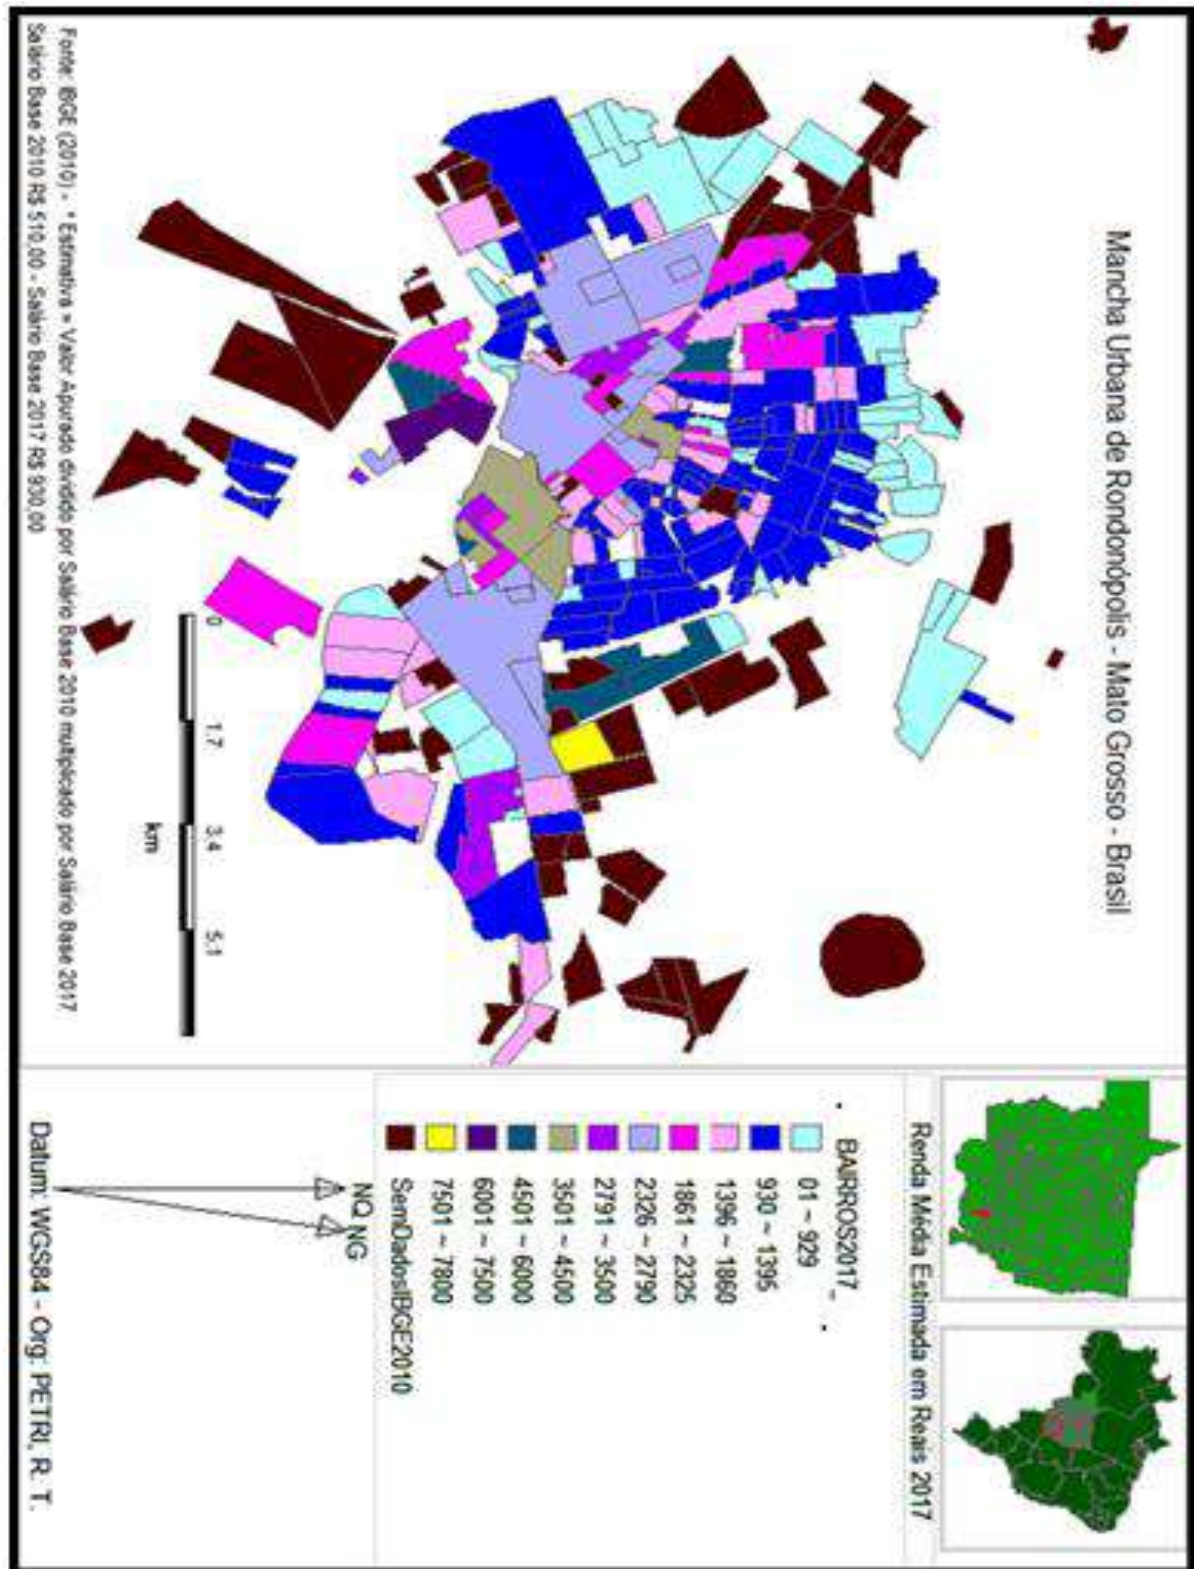 Mancha Urbana de Rondonópolis - Mato Grosso - Brasil
0 1.7 3.4 5.1
km
Fonte: IBGE (2010) - * Estimativa = Valor Apurado dividido por Salário Base 2010 multiplicado por Salário Base 2017
Salário Base 2010 R$ 510,00 - Salário Base 2017 R$ 930,00
Renda Média Estimada em Reais 2017
BAIRROS2017_
01 ~ 929
930 ~ 1395
1396 ~ 1860
1861 ~ 2325
2326 ~ 2790
2791 ~ 3500
3501 ~ 4500
4501 ~ 6000
6001 ~ 7500
7501 ~ 7800
SemDadosIBGE2010
NQ NG
Datum: WGS84 - Org: PETRI, R. T.